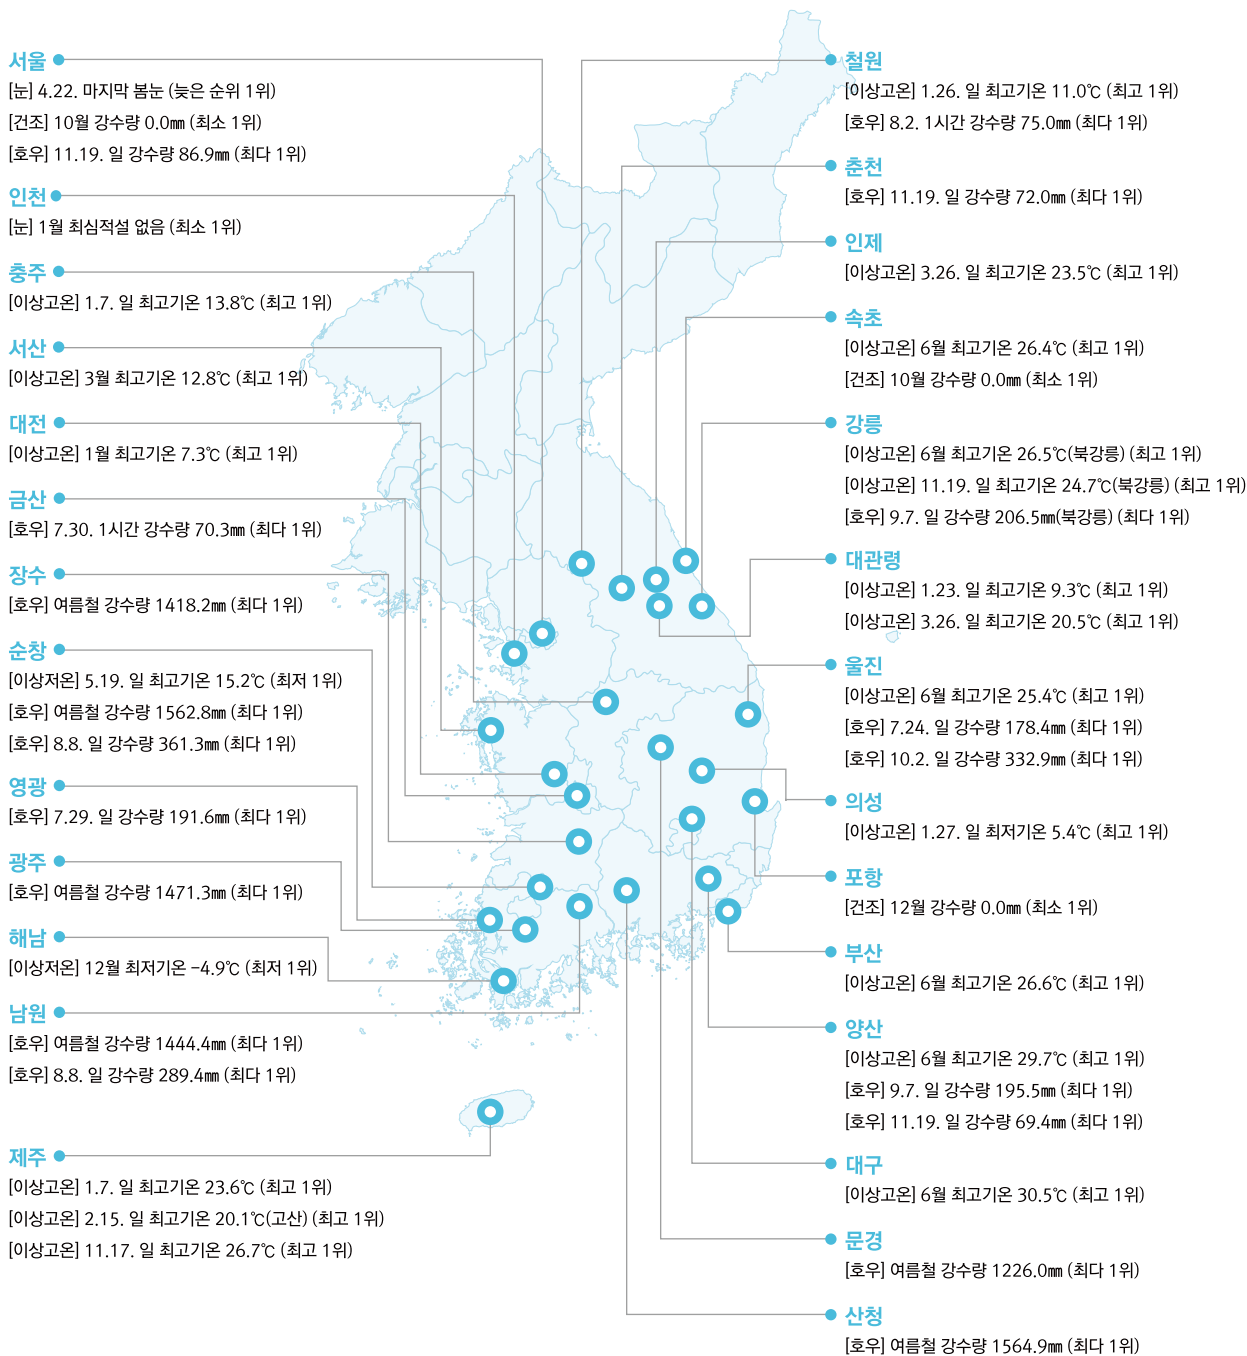 서울
[눈] 4.22. 마지막 봄눈 (늦은 순위 1위)
[건조] 10월 강수량 0.0㎜ (최소 1위)
[호우] 11.19. 일 강수량 86.9㎜ (최다 1위)
인천
[눈] 1월 최심적설 없음 (최소 1위)
충주
[이상고온] 1.7. 일 최고기온 13.8℃ (최고 1위)
서산
[이상고온] 3월 최고기온 12.8℃ (최고 1위)
대전
[이상고온] 1월 최고기온 7.3℃ (최고 1위)
금산
[호우] 7.30. 1시간 강수량 70.3㎜ (최다 1위)
장수
[호우] 여름철 강수량 1418.2㎜ (최다 1위)
순창
[이상저온] 5.19. 일 최고기온 15.2℃ (최저 1위)
[호우] 여름철 강수량 1562.8㎜ (최다 1위)
[호우] 8.8. 일 강수량 361.3㎜ (최다 1위)
영광
[호우] 7.29. 일 강수량 191.6㎜ (최다 1위)
광주
[호우] 여름철 강수량 1471.3㎜ (최다 1위)
해남
[이상저온] 12월 최저기온 -4.9℃ (최저 1위)
남원
[호우] 여름철 강수량 1444.4㎜ (최다 1위)
[호우] 8.8. 일 강수량 289.4㎜ (최다 1위)
제주
[이상고온] 1.7. 일 최고기온 23.6℃ (최고 1위)
[이상고온] 2.15. 일 최고기온 20.1℃(고산) (최고 1위)
[이상고온] 11.17. 일 최고기온 26.7℃ (최고 1위)
철원
[이상고온] 1.26. 일 최고기온 11.0℃ (최고 1위)
[호우] 8.2. 1시간 강수량 75.0㎜ (최다 1위)
춘천
[호우] 11.19. 일 강수량 72.0㎜ (최다 1위)
인제
[이상고온] 3.26. 일 최고기온 23.5℃ (최고 1위)
속초
[이상고온] 6월 최고기온 26.4℃ (최고 1위)
[건조] 10월 강수량 0.0㎜ (최소 1위)
강릉
[이상고온] 6월 최고기온 26.5℃(북강릉) (최고 1위)
[이상고온] 11.19. 일 최고기온 24.7℃(북강릉) (최고 1위)
[호우] 9.7. 일 강수량 206.5㎜(북강릉) (최다 1위)
대관령
[이상고온] 1.23. 일 최고기온 9.3℃ (최고 1위)
[이상고온] 3.26. 일 최고기온 20.5℃ (최고 1위)
울진
[이상고온] 6월 최고기온 25.4℃ (최고 1위)
[호우] 7.24. 일 강수량 178.4㎜ (최다 1위)
[호우] 10.2. 일 강수량 332.9㎜ (최다 1위)
의성
[이상고온] 1.27. 일 최저기온 5.4℃ (최고 1위)
포항
[건조] 12월 강수량 0.0㎜ (최소 1위)
부산
[이상고온] 6월 최고기온 26.6℃ (최고 1위)
양산
[이상고온] 6월 최고기온 29.7℃ (최고 1위)
[호우] 9.7. 일 강수량 195.5㎜ (최다 1위)
[호우] 11.19. 일 강수량 69.4㎜ (최다 1위)
대구
[이상고온] 6월 최고기온 30.5℃ (최고 1위)
문경
[호우] 여름철 강수량 1226.0㎜ (최다 1위)
산청
[호우] 여름철 강수량 1564.9㎜ (최다 1위)